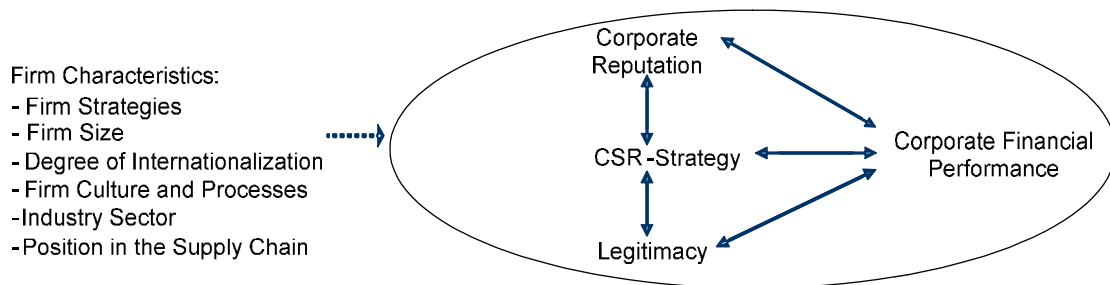 Firm Characteristics:
- Firm Strategies
- Firm Size
- Degree of Internationalization
- Firm Culture and Processes
-Industry Sector
-Position in the Supply Chain
Corporate
Reputation
CSR-Strategy
Legitimacy
Corporate Financial
Performance